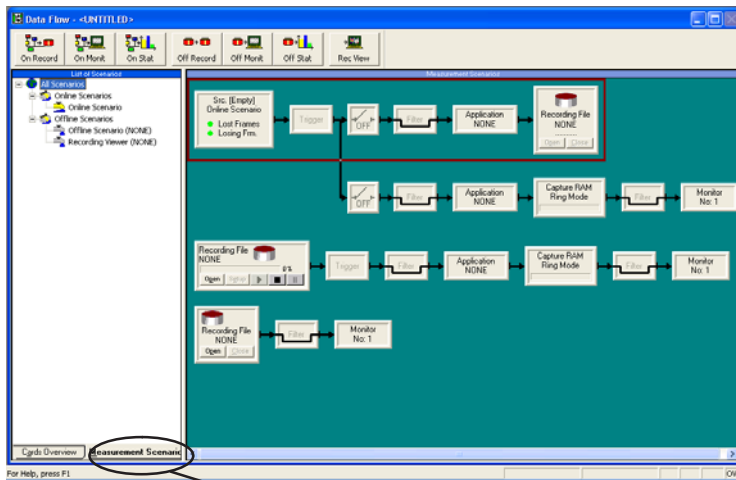 Data Flow - <UNTITLED>
On Record
On Monit
On Stat
Off Record
Off Monit
Off Stat
Rec View
List of Scenarios
All Scenarios
Online Scenarios
Online Scenario
Offline Scenarios
Offline Scenario (NONE)
Recording Viewer (NONE)
Measurement Scenarios
Src. [Empty]
Online Scenario
Lost Frames
Losing Frm.
Trigger
OFF
Filter
Application
NONE
Recording File
NONE
Open Close
OFF
Filter
Application
NONE
Capture RAM
Ring Mode
Filter
Monitor
No: 1
Recording File
NONE
0%
Open Setup
Trigger
Filter
Application
NONE
Capture RAM
Ring Mode
Filter
Monitor
No: 1
Recording File
NONE
Open Close
Filter
Monitor
No: 1
Cards Overview
Measurement Scenario
For Help, press F1